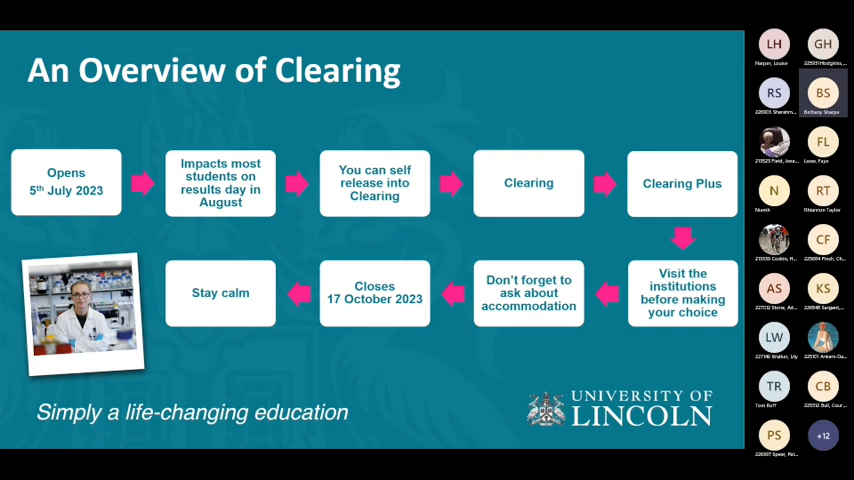 An Overview of Clearing
Opens
5th July 2023
Impacts most
students on
results day in
August
You can self
release into
Clearing
Clearing
Clearing Plus
Visit the
institutions
before making
your choice
Don't forget to
ask about
accommodation
Closes
17 October 2023
Stay calm
Simply a life-changing education
UNIVERSITY OF
LINCOLN
LH
Harper, Louise
GH
RS
BS
Bethany Sharpe
FL
Lowe, Faye
N
Niamh
RT
Rhiannon Taylor
CF
AS
KS
LW
227146 Walker, Lily
TR
Tom Raff
CB
PS
+12